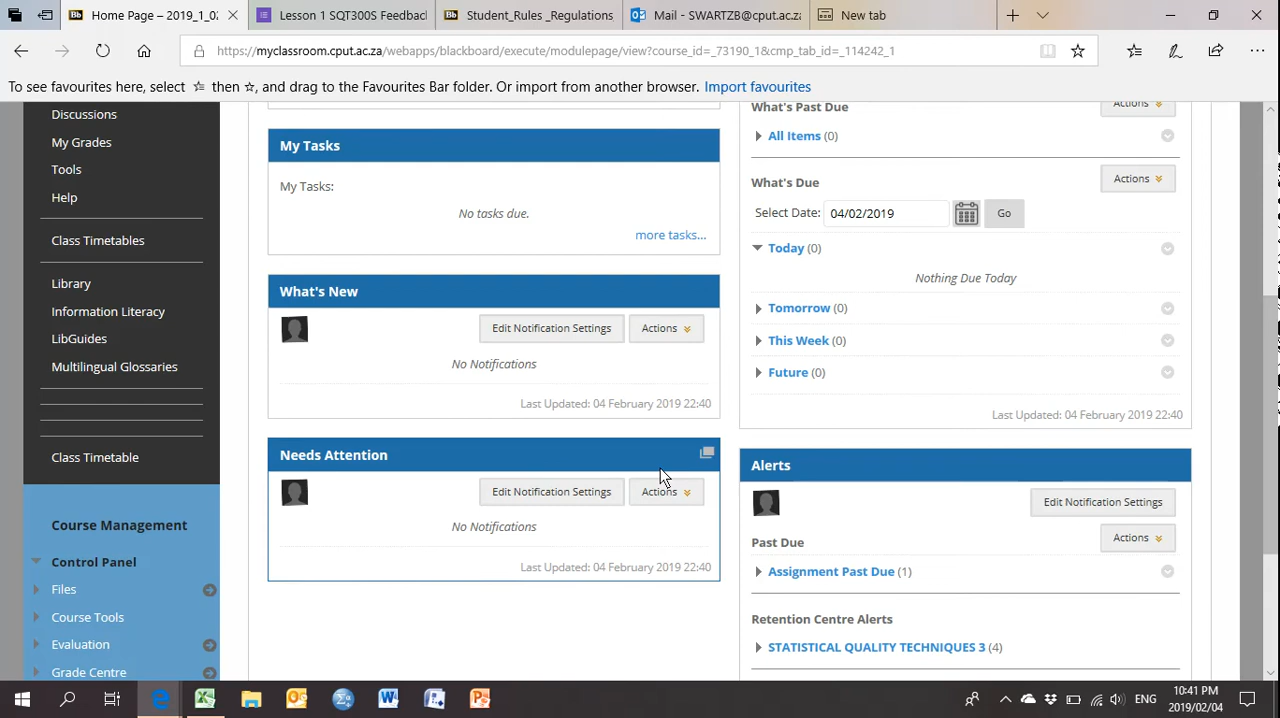 Home Page – 2019_1_02
Lesson 1 SQT300S Feedback
Student_Rules _Regulations
Mail - SWARTZB@cput.ac.za
New tab
https://myclassroom.cput.ac.za/webapps/blackboard/execute/modulepage/view?course_id=_73190_1&cmp_tab_id=_114242_1
To see favourites here, select ☆ then ☆, and drag to the Favourites Bar folder. Or import from another browser. Import favourites
Discussions
My Grades
Tools
Help
Class Timetables
Library
Information Literacy
LibGuides
Multilingual Glossaries
Class Timetable
Course Management
Control Panel
Files
Course Tools
Evaluation
Grade Centre
My Tasks
My Tasks:
No tasks due.
more tasks...
What's New
Edit Notification Settings
Actions
No Notifications
Last Updated: 04 February 2019 22:40
Needs Attention
Edit Notification Settings
Actions
No Notifications
Last Updated: 04 February 2019 22:40
What's Past Due
Actions
All Items (0)
What's Due
Actions
Select Date: 04/02/2019 Go
Today (0)
Nothing Due Today
Tomorrow (0)
This Week (0)
Future (0)
Last Updated: 04 February 2019 22:40
Alerts
Edit Notification Settings
Past Due
Actions
Assignment Past Due (1)
Retention Centre Alerts
STATISTICAL QUALITY TECHNIQUES 3 (4)
ENG
10:41 PM
2019/02/04